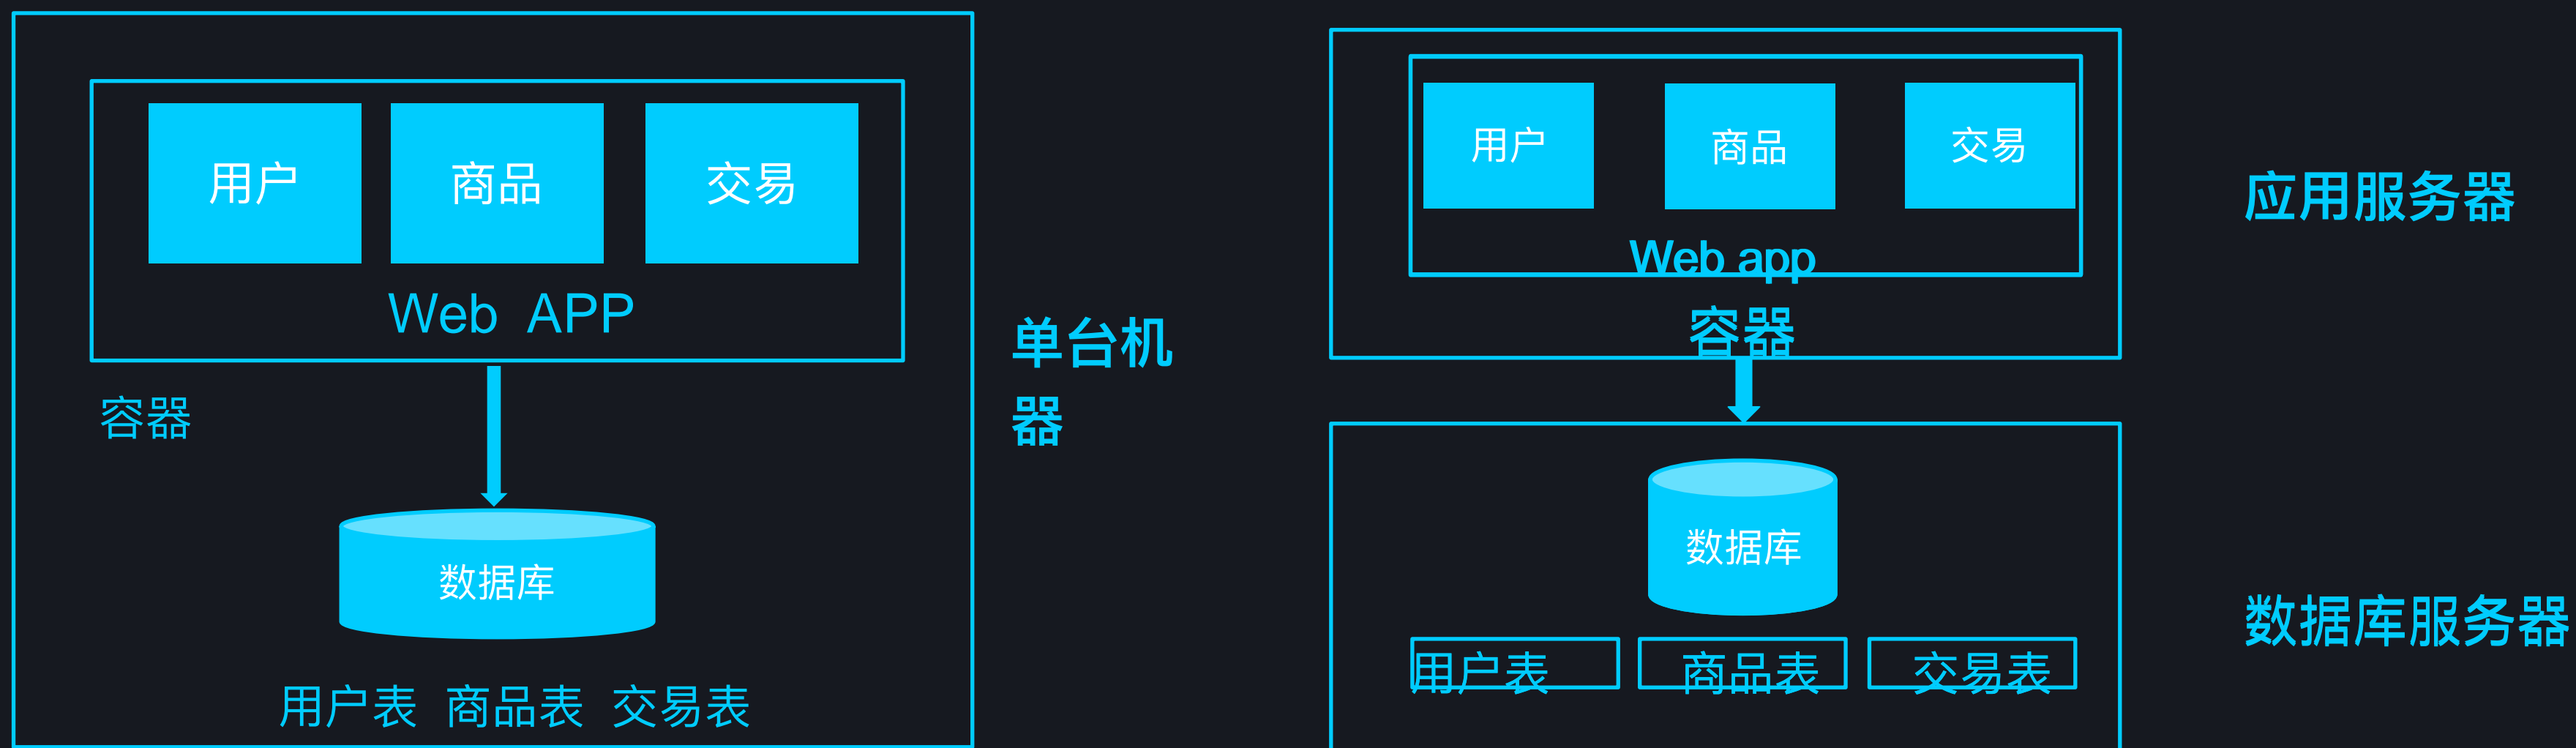 用户
商品
交易
Web APP
容器
数据库
用户表 商品表 交易表
单台机
器
用户
商品
交易
Web app
容器
应用服务器
数据库
用户表
商品表
交易表
数据库服务器